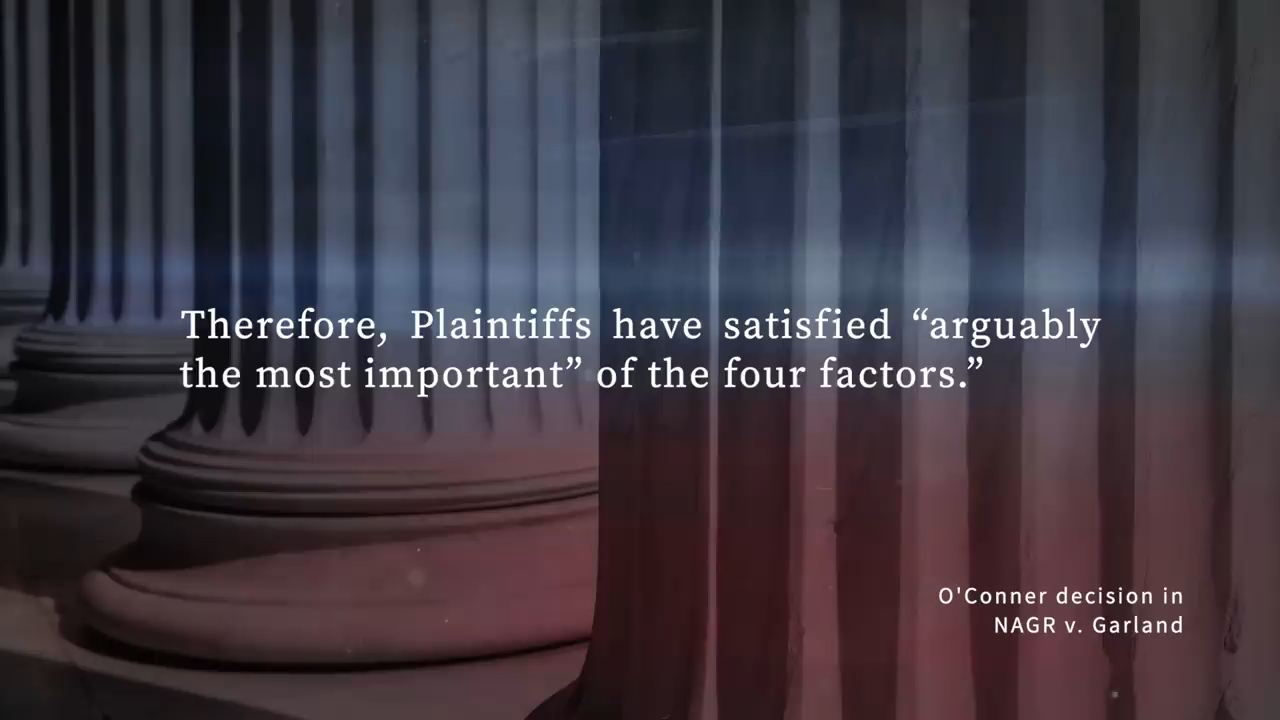 Therefore, Plaintiffs have satisfied “arguably
the most important” of the four factors.”
O'Conner decision in
NAGR v. Garland